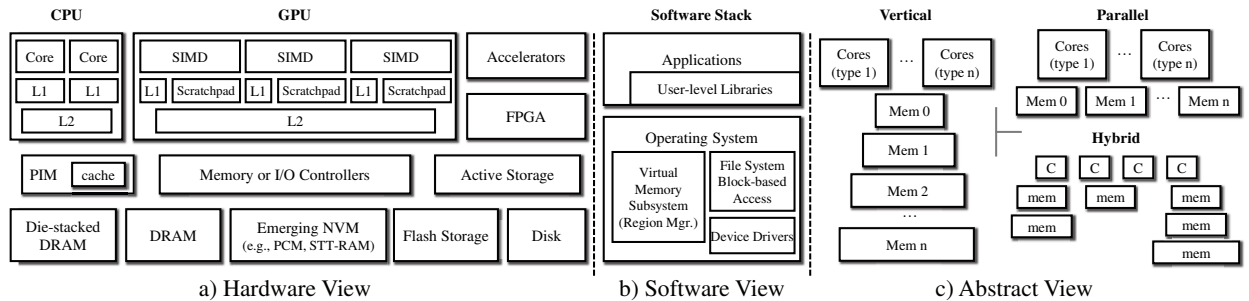 CPU
GPU
Core
Core
L1
L1
L2
SIMD
SIMD
SIMD
L1
Scratchpad
L1
Scratchpad
L1
Scratchpad
L2
Accelerators
FPGA
PIM
cache
Memory or I/O Controllers
Active Storage
Die-stacked
DRAM
DRAM
Emerging NVM
(e.g., PCM, STT-RAM)
Flash Storage
Disk
a) Hardware View
Software Stack
Applications
User-level Libraries
Operating System
Virtual
Memory
Subsystem
(Region Mgr.)
File System
Block-based
Access
Device Drivers
b) Software View
Vertical
Cores
(type 1)
...
Cores
(type n)
Mem 0
Mem 1
Mem 2
...
Mem n
Parallel
Cores
(type 1)
...
Cores
(type n)
Mem 0
Mem 1
...
Mem n
Hybrid
C
C
C
C
mem
mem
mem
mem
mem
mem
c) Abstract View